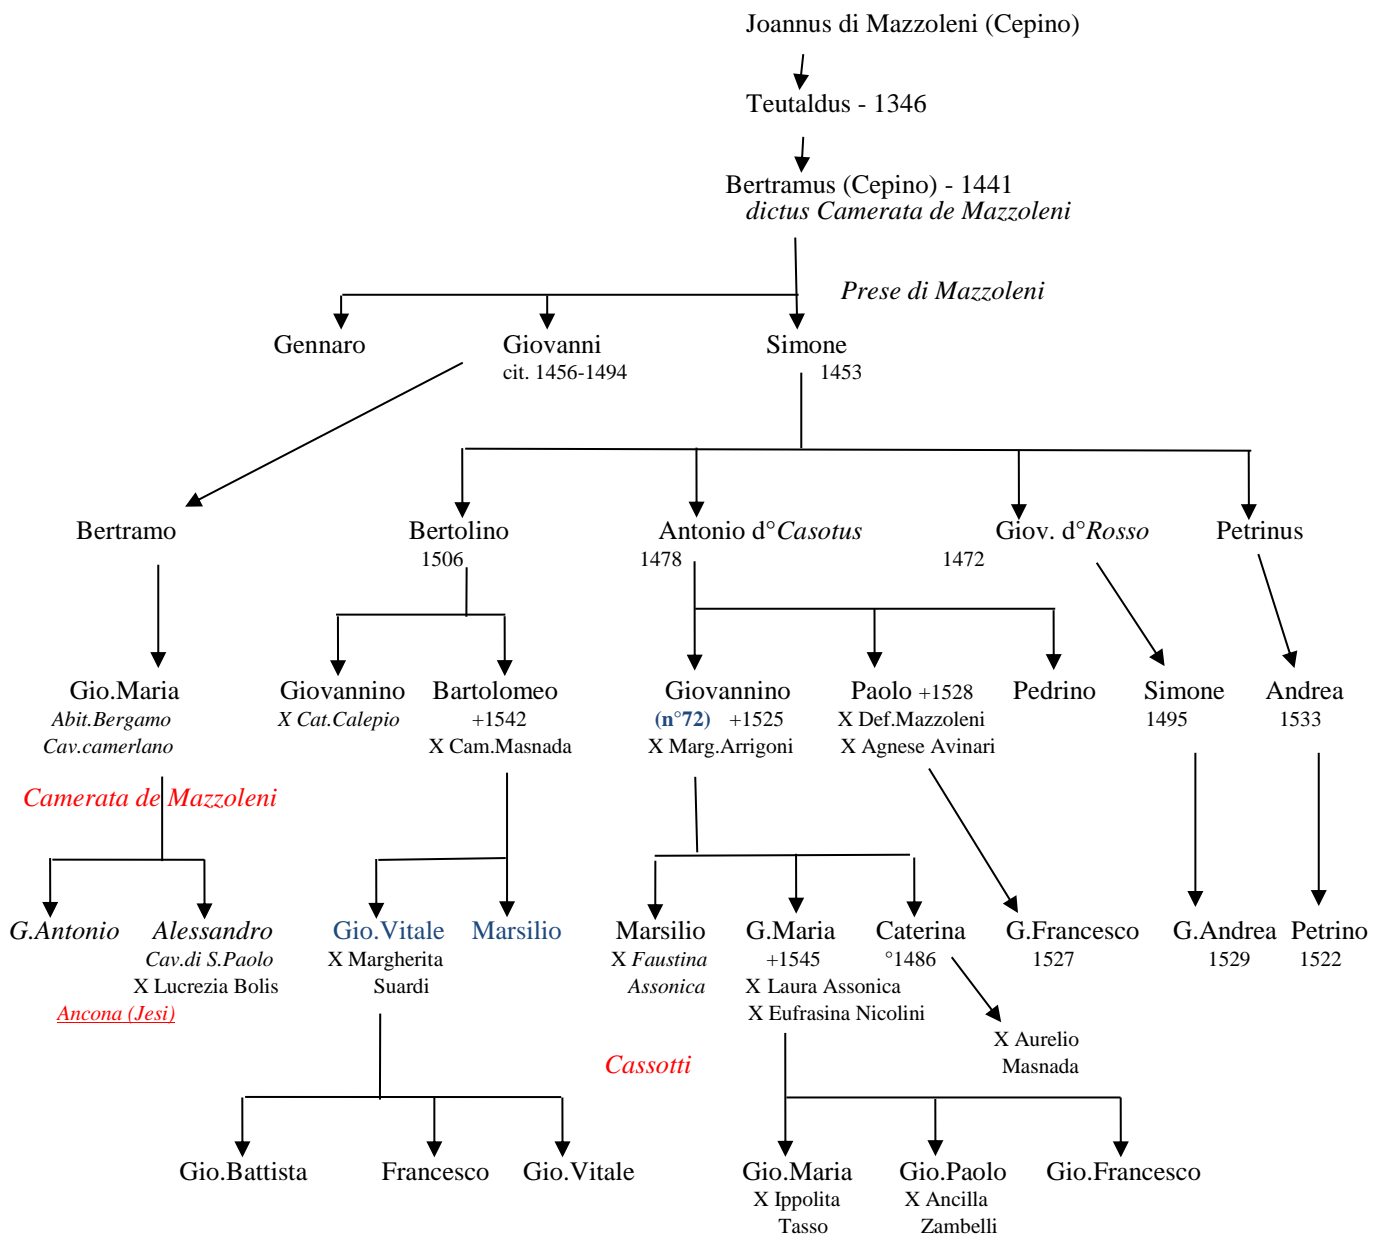 Joannus di Mazzoleni (Cepino)
Teutaldus - 1346
Bertramus (Cepino) - 1441
dictus Camerata de Mazzoleni
Prese di Mazzoleni
Gennaro Giovanni Simone
cit. 1456-1494 1453
Bertramo Bertolino Antonio d°Casotus Giov. d°Rosso Petrinus
1506 1478 1472
Gio.Maria Giovannino Bartolomeo Giovannino Paolo +1528 Pedrino Simone Andrea
Abit.Bergamo X Cat.Calepio +1542 (n°72) +1525 X Def.Mazzoleni 1495 1533
Cav.camerlano X Cam.Masnada X Marg.Arrigoni X Agnese Avinari
Camerata de Mazzoleni
G.Antonio Alessandro Gio.Vitale Marsilio Marsilio G.Maria Caterina G.Francesco G.Andrea Petrino
Cav.di S.Paolo X Margherita X Faustina +1545 °1486 1527 1529 1522
X Lucrezia Bolis Suardi Assonica X Laura Assonica
Ancona (Jesi) X Eufrasina Nicolini
X Aurelio
Cassotti Masnada
Gio.Battista Francesco Gio.Vitale Gio.Maria Gio.Paolo Gio.Francesco
X Ippolita X Ancilla
Tasso Zambelli